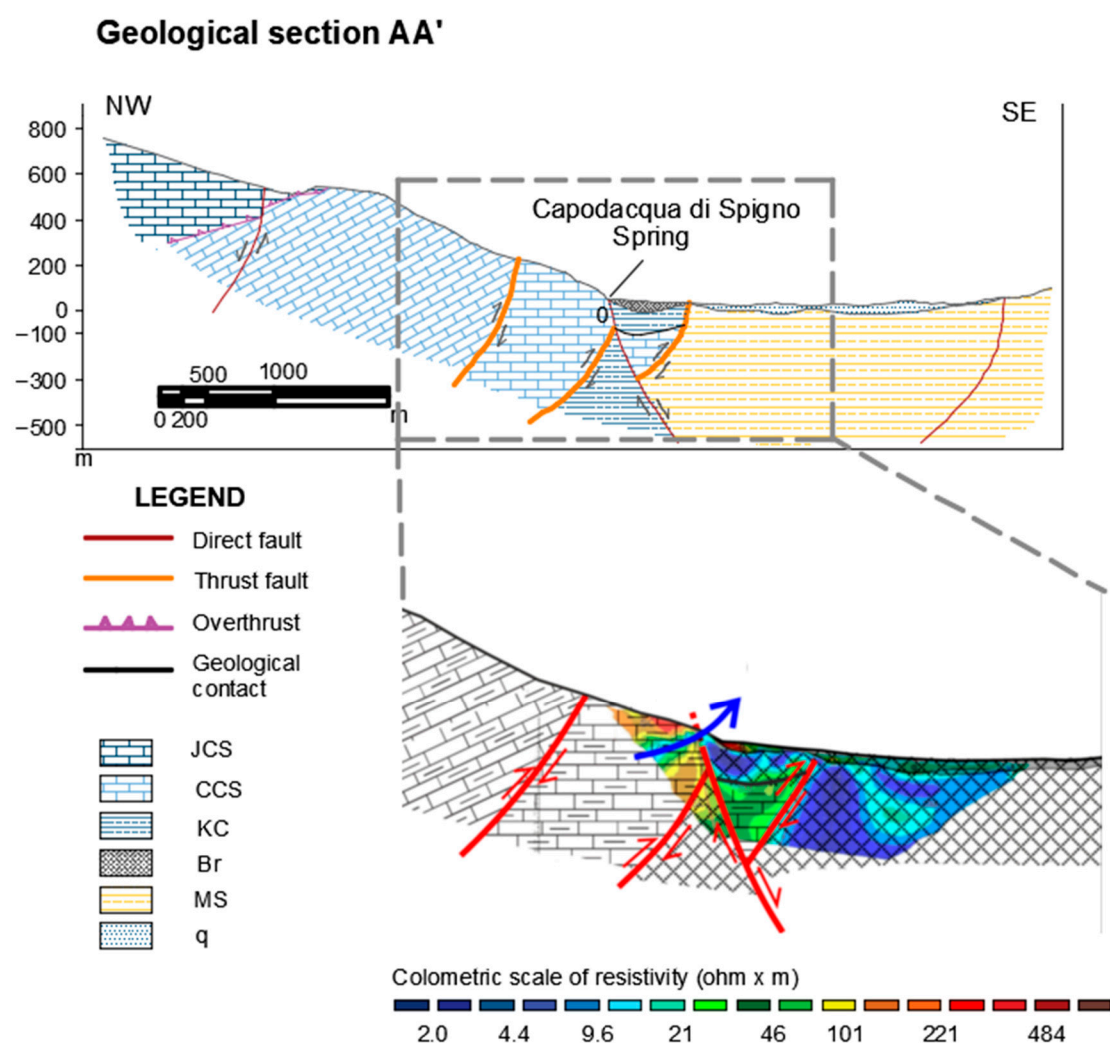 Geological section AA'
NW
SE
800
600
400
200
0
−100
−300
−500
m
Capodacqua di Spigno
Spring
0
500
1000
0 200
m
LEGEND
Direct fault
Thrust fault
Overthrust
Geological
contact
JCS
CCS
KC
Br
MS
q
Colometric scale of resistivity (ohm x m)
2.0 4.4 9.6 21 46 101 221 484